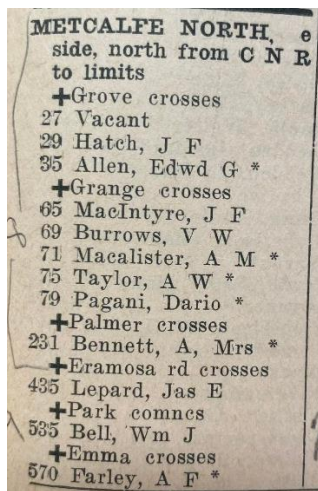 METCALFE NORTH, e
side, north from C N R
to limits
✚Grove crosses
27 Vacant
29 Hatch, J F
35 Allen, Edwd G *
✚Grange crosses
65 MacIntyre, J F
69 Burrows, V W
71 Macalister, A M *
75 Taylor, A W *
79 Pagani, Dario *
✚Palmer crosses
231 Bennett, A, Mrs *
✚Eramosa rd crosses
435 Lepard, Jas E
✚Park comncs
535 Bell, Wm J
✚Emma crosses
570 Farley, A F *